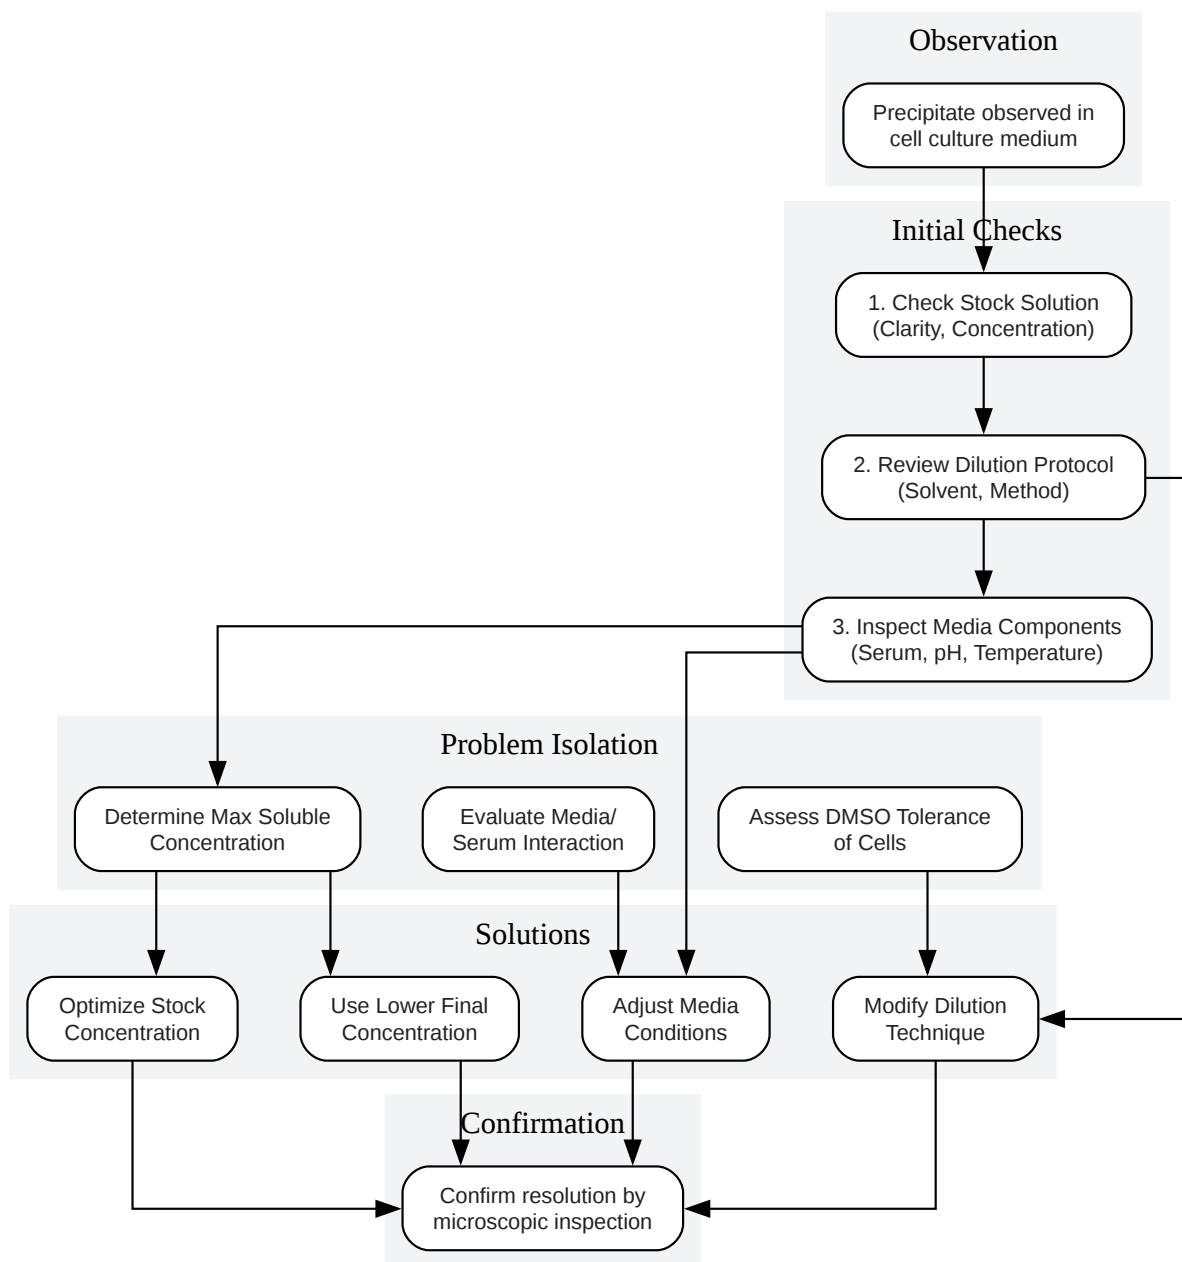 Observation
Precipitate observed in
cell culture medium
Initial Checks
1. Check Stock Solution
(Clarity, Concentration)
2. Review Dilution Protocol
(Solvent, Method)
3. Inspect Media Components
(Serum, pH, Temperature)
Problem Isolation
Determine Max Soluble
Concentration
Evaluate Media/
Serum Interaction
Assess DMSO Tolerance
of Cells
Solutions
Optimize Stock
Concentration
Use Lower Final
Concentration
Adjust Media
Conditions
Modify Dilution
Technique
Confirmation
Confirm resolution by
microscopic inspection